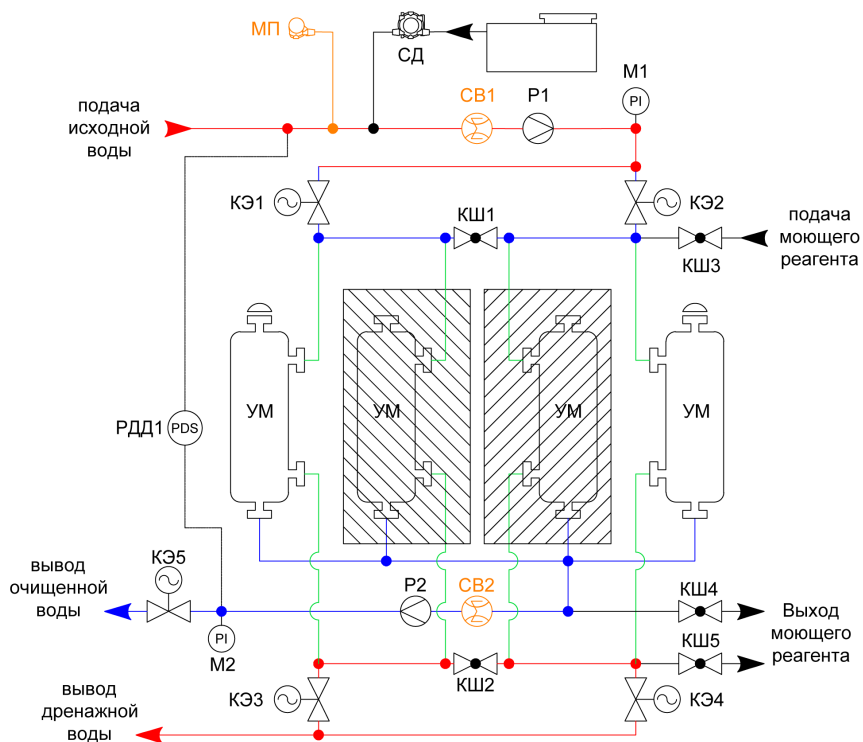 МП
СД
М1
PI
СВ1
Р1
подача
исходной
воды
КЭ1
КЭ2
КШ1
подача
моющего
реагента
КШ3
УМ
УМ
УМ
УМ
РДД1
PDS
вывод
очищенной
воды
КЭ5
Р2
СВ2
КШ4
PI
М2
Выход
моющего
реагента
КШ5
КШ2
вывод
дренажной
воды
КЭ3
КЭ4